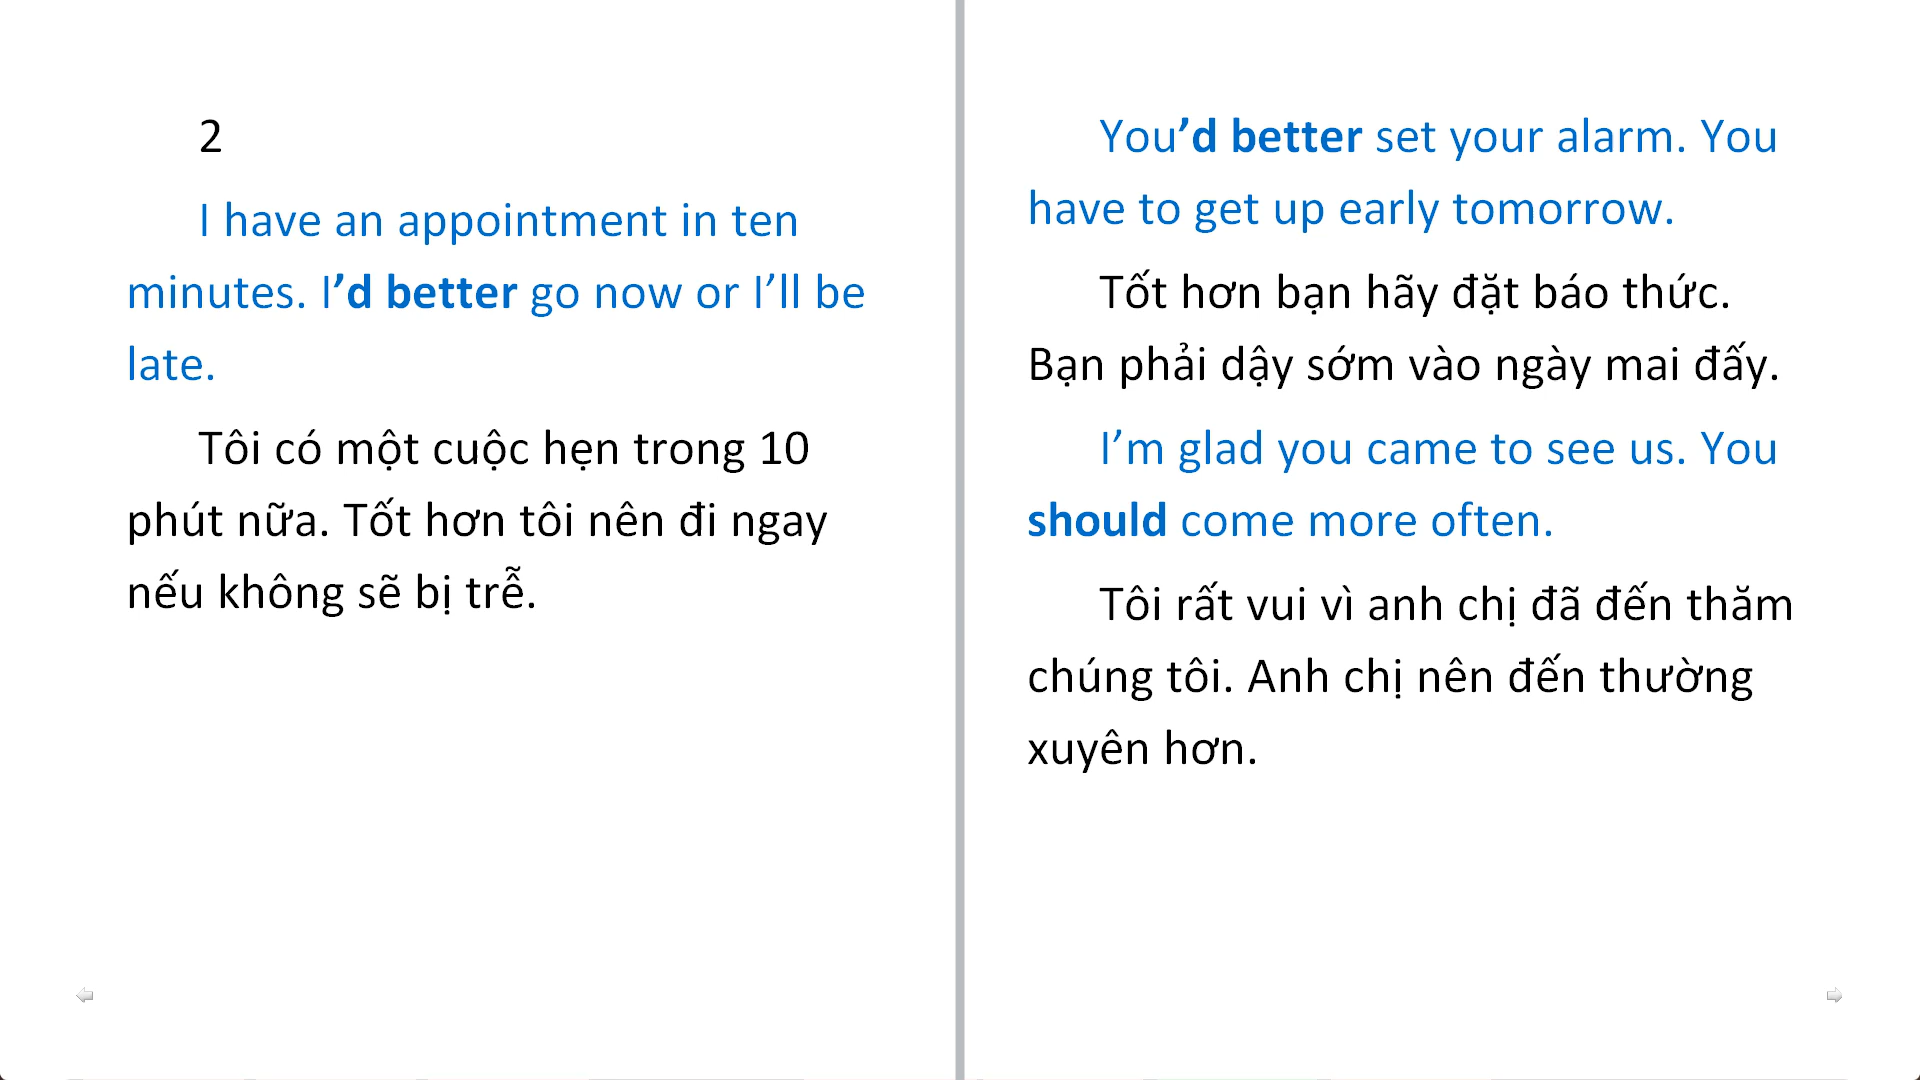 2
I have an appointment in ten
minutes. I’d better go now or I’ll be
late.
Tôi có một cuộc hẹn trong 10
phút nữa. Tốt hơn tôi nên đi ngay
nếu không sẽ bị trễ.
You’d better set your alarm. You
have to get up early tomorrow.
Tốt hơn bạn hãy đặt báo thức.
Bạn phải dậy sớm vào ngày mai đấy.
I’m glad you came to see us. You
should come more often.
Tôi rất vui vì anh chị đã đến thăm
chúng tôi. Anh chị nên đến thường
xuyên hơn.